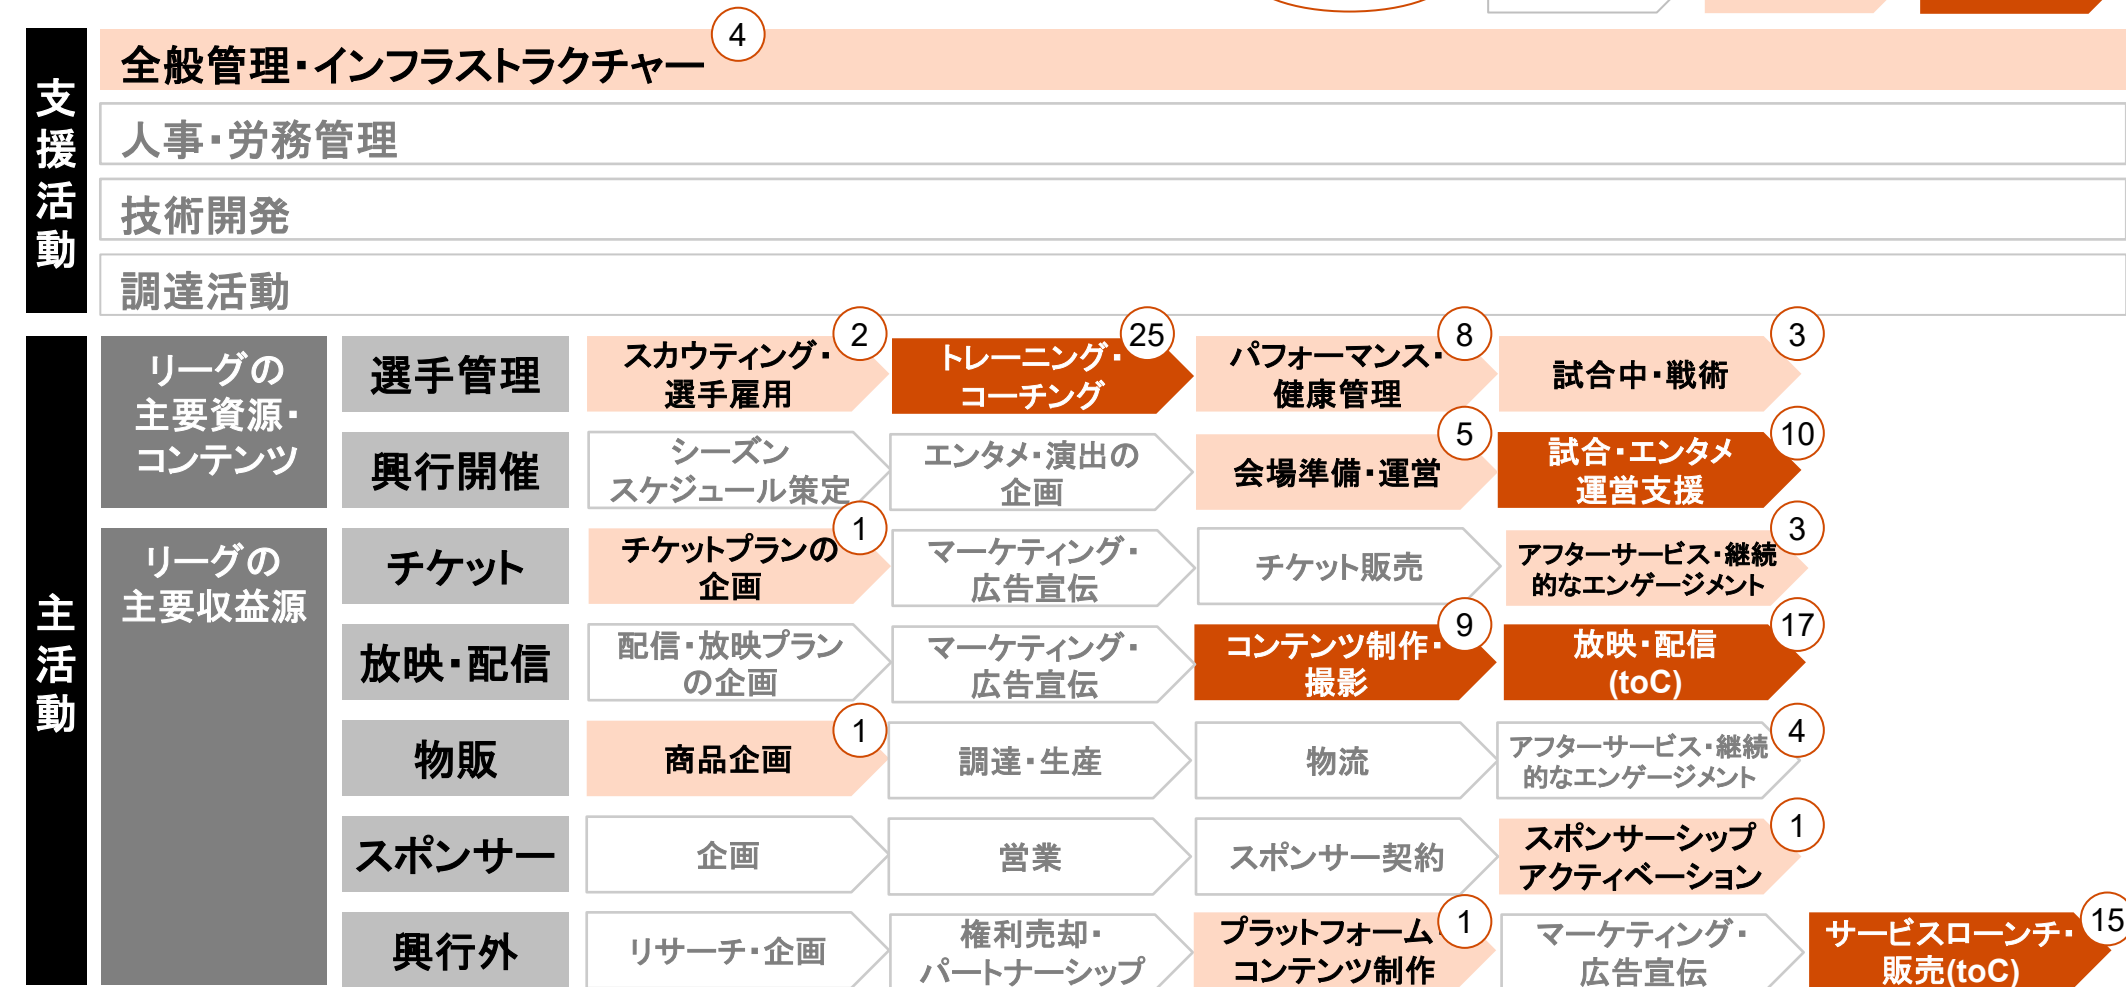 支援活動
全般管理・インフラストラクチャー
4
人事・労務管理
技術開発
調達活動
主活動
リーグの
主要資源・
コンテンツ
選手管理
スカウティング・
選手雇用
2
トレーニング・
コーチング
25
パフォーマンス・
健康管理
8
試合中・戦術
3
興行開催
シーズン
スケジュール策定
エンタメ・演出の
企画
会場準備・運営
5
試合・エンタメ
運営支援
10
リーグの
主要収益源
チケット
チケットプランの
企画
1
マーケティング・
広告宣伝
チケット販売
アフターサービス・継続
的なエンゲージメント
3
放映・配信
配信・放映プラン
の企画
マーケティング・
広告宣伝
コンテンツ制作・
撮影
9
放映・配信
(toC)
17
物販
商品企画
1
調達・生産
物流
アフターサービス・継続
的なエンゲージメント
4
スポンサー
企画
営業
スポンサー契約
スポンサーシップ
アクティベーション
1
興行外
リサーチ・企画
権利売却・
パートナーシップ
プラットフォーム・
コンテンツ制作
1
マーケティング・
広告宣伝
サービスローンチ・
販売(toC)
15